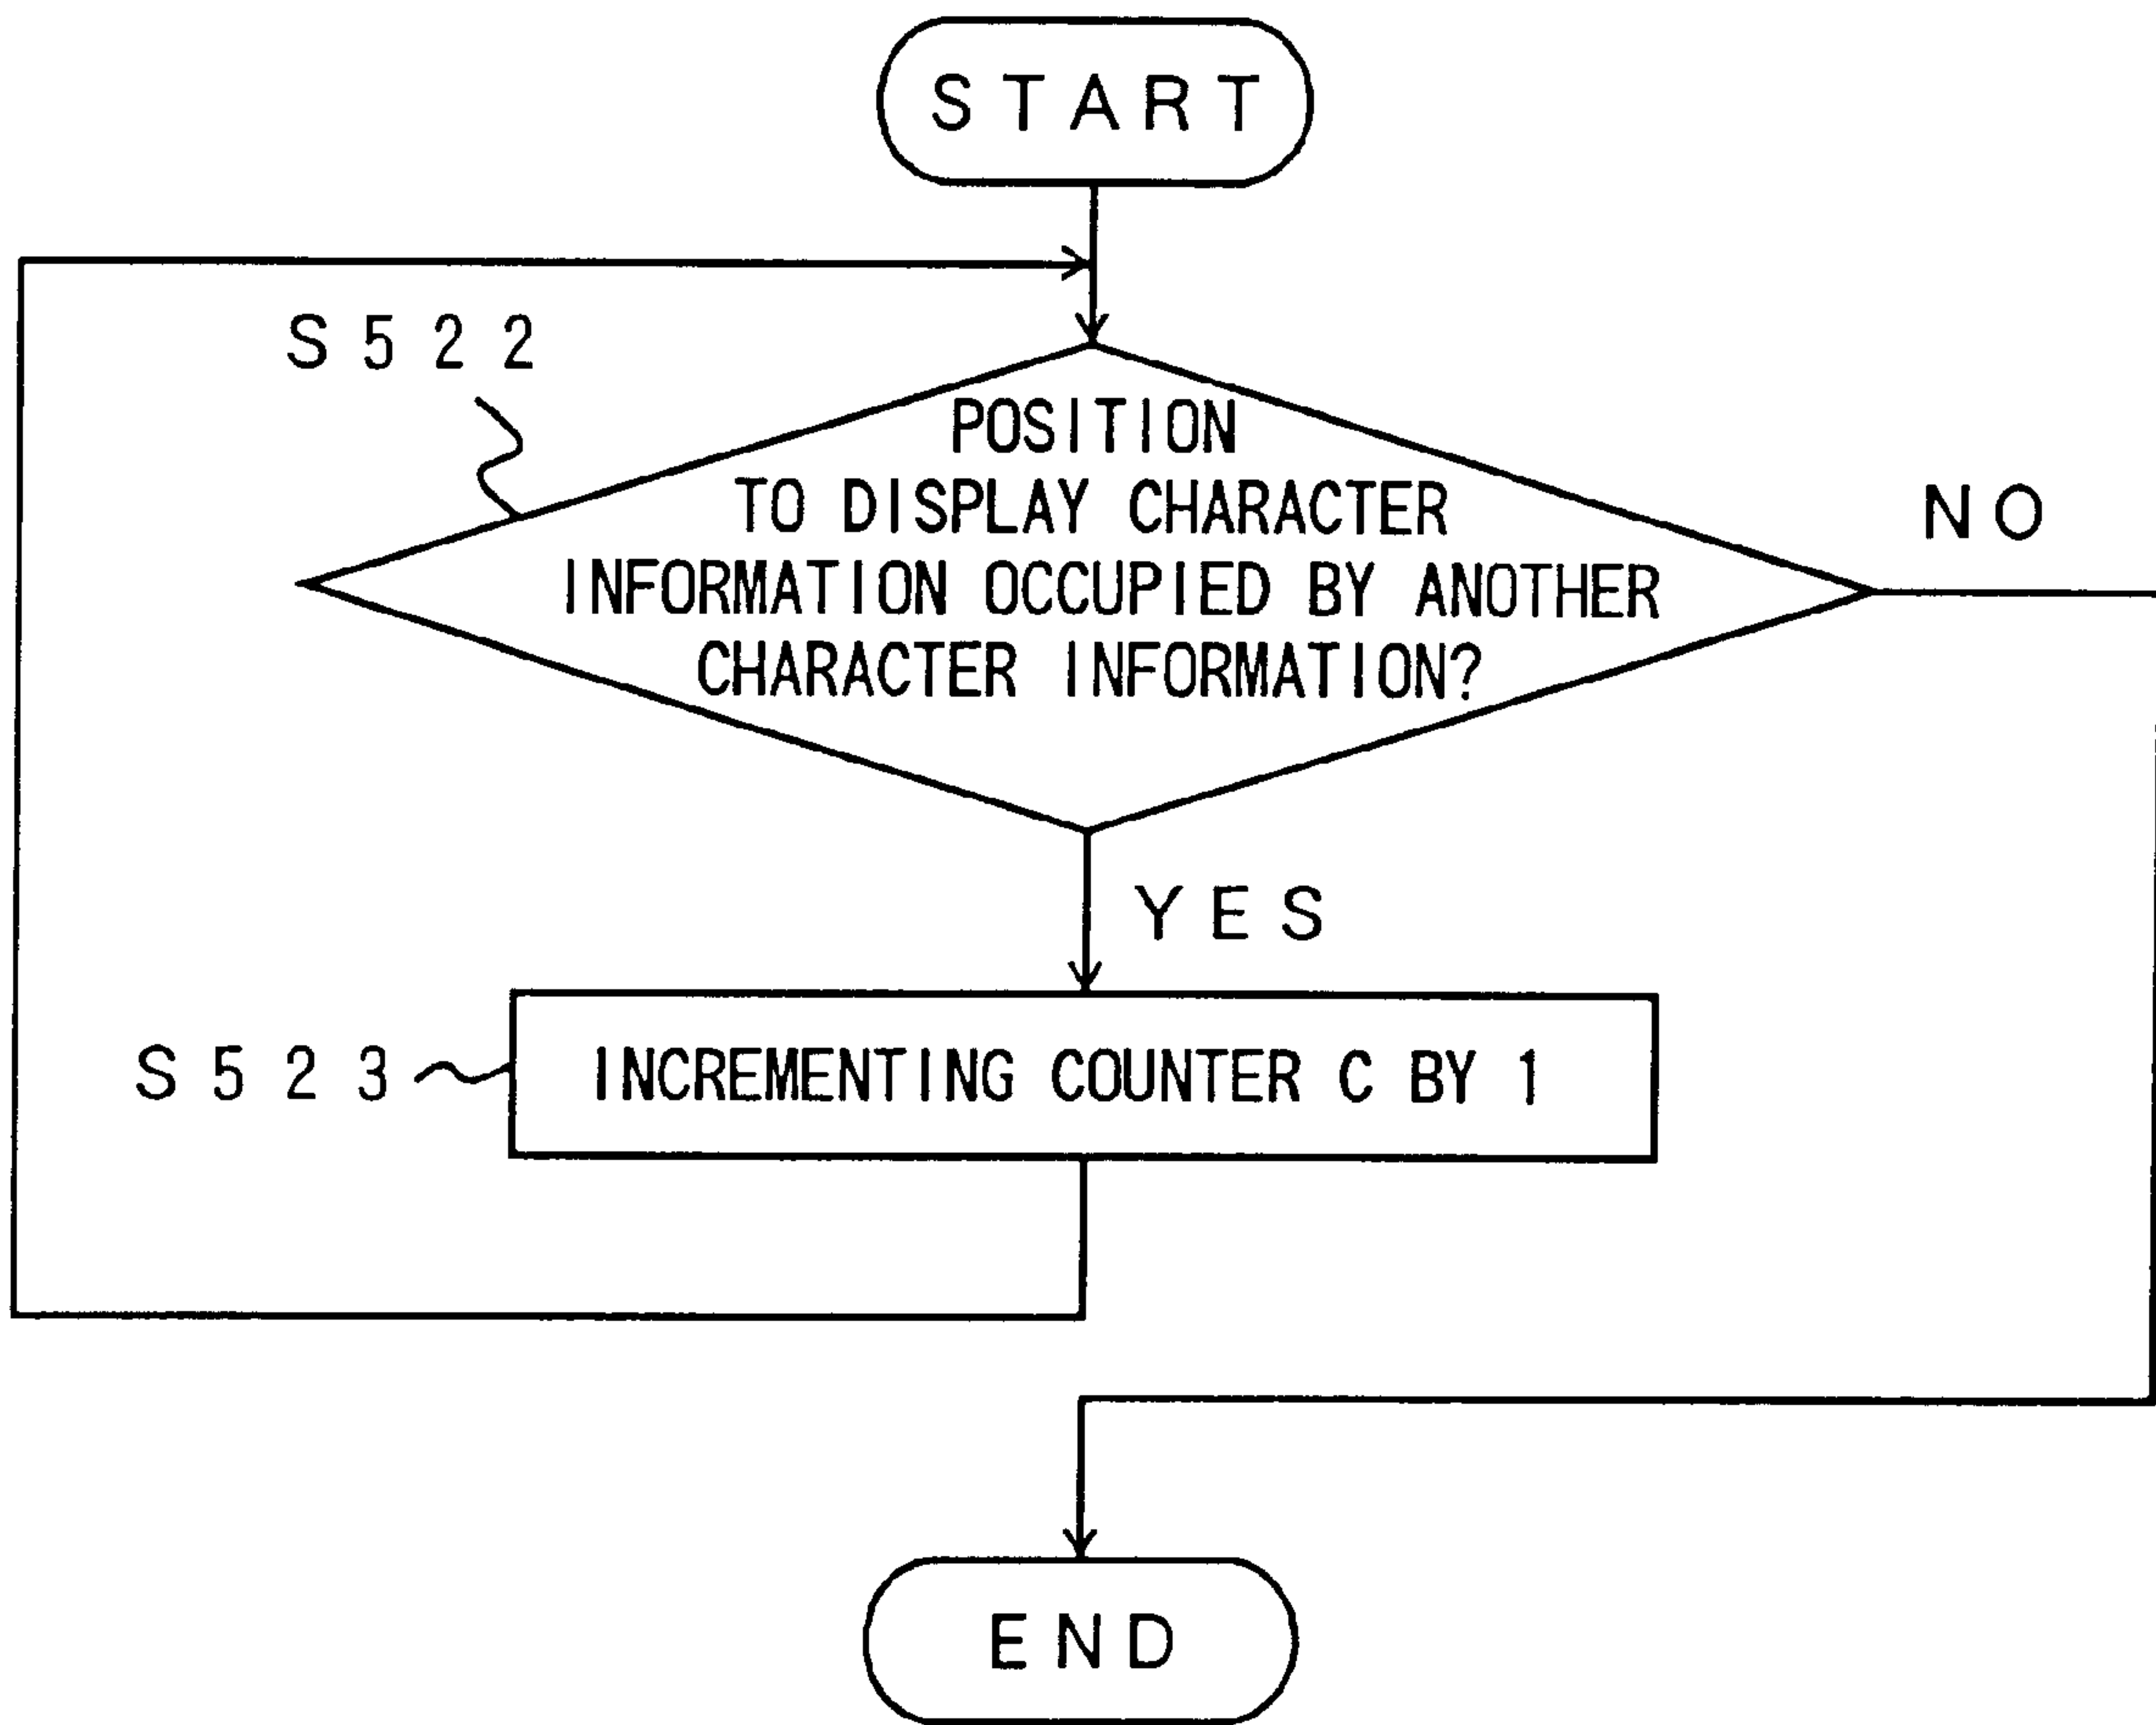 START
S522
POSITION
TO DISPLAY CHARACTER
INFORMATION OCCUPIED BY ANOTHER
CHARACTER INFORMATION?
NO
YES
S523
INCREMENTING COUNTER C BY 1
END